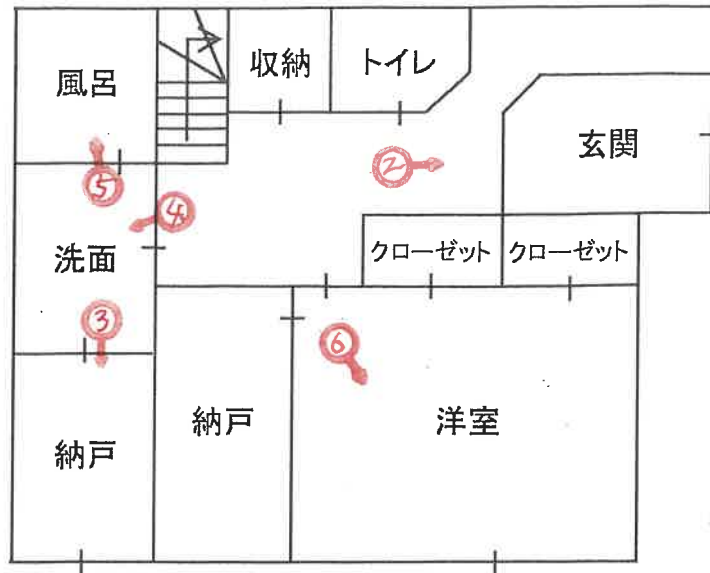 風呂
収納
トイレ
玄関
②
⑤
④
洗面
クローゼット
クローゼット
③
⑥
納戸
納戸
洋室